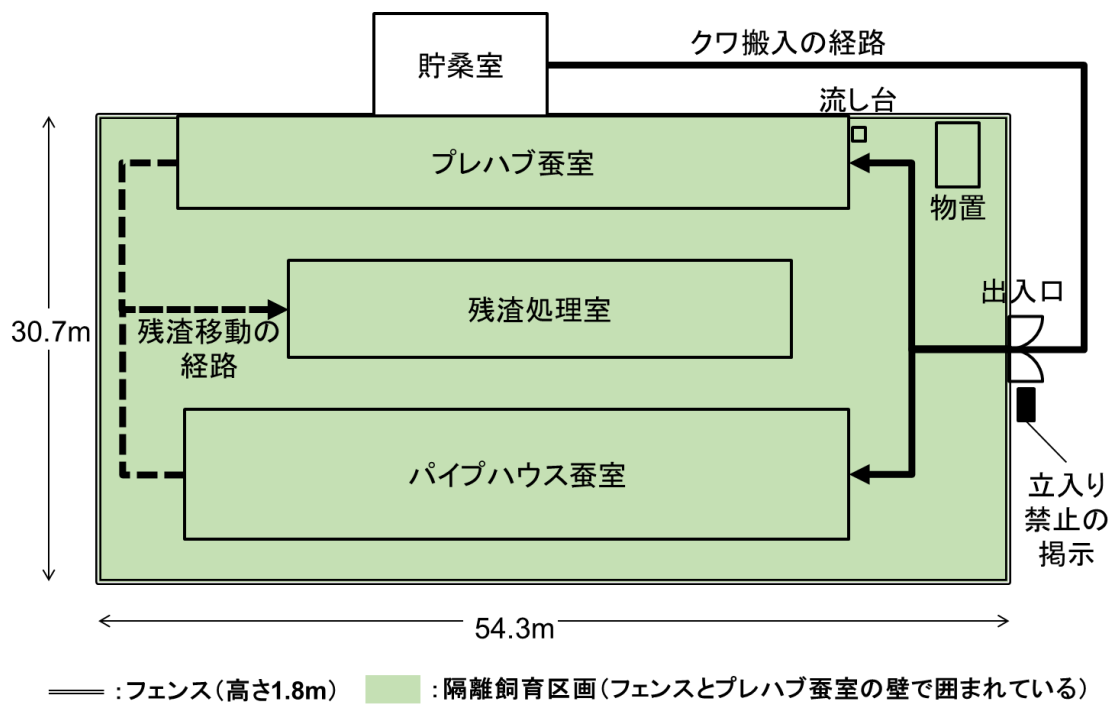 貯桑室
クワ搬入の経路
流し台
プレハブ蚕室
物置
出入口
残渣処理室
30.7m
残渣移動の
経路
パイプハウス蚕室
立入り
禁止の
掲示
54.3m
：フェンス（高さ1.8m）
：隔離飼育区画（フェンスとプレハブ蚕室の壁で囲まれている）